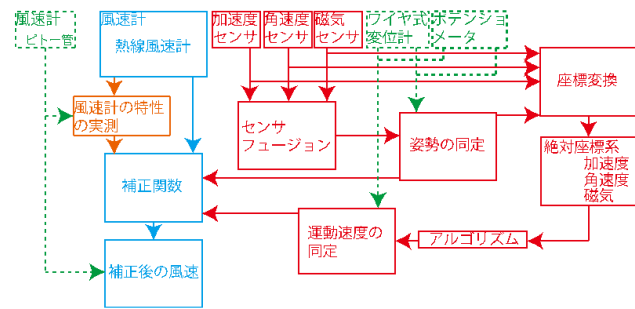 風速計
ピトー管
風速計
熱線風速計
加速度
センサ
角速度
センサ
磁気
センサ
ワイヤ式
変位計
ポテンショ
メータ
座標変換
風速計の特性
の実測
センサ
フュージョン
姿勢の同定
絶対座標系
加速度
角速度
磁気
補正関数
運動速度の
同定
アルゴリズム
補正後の風速